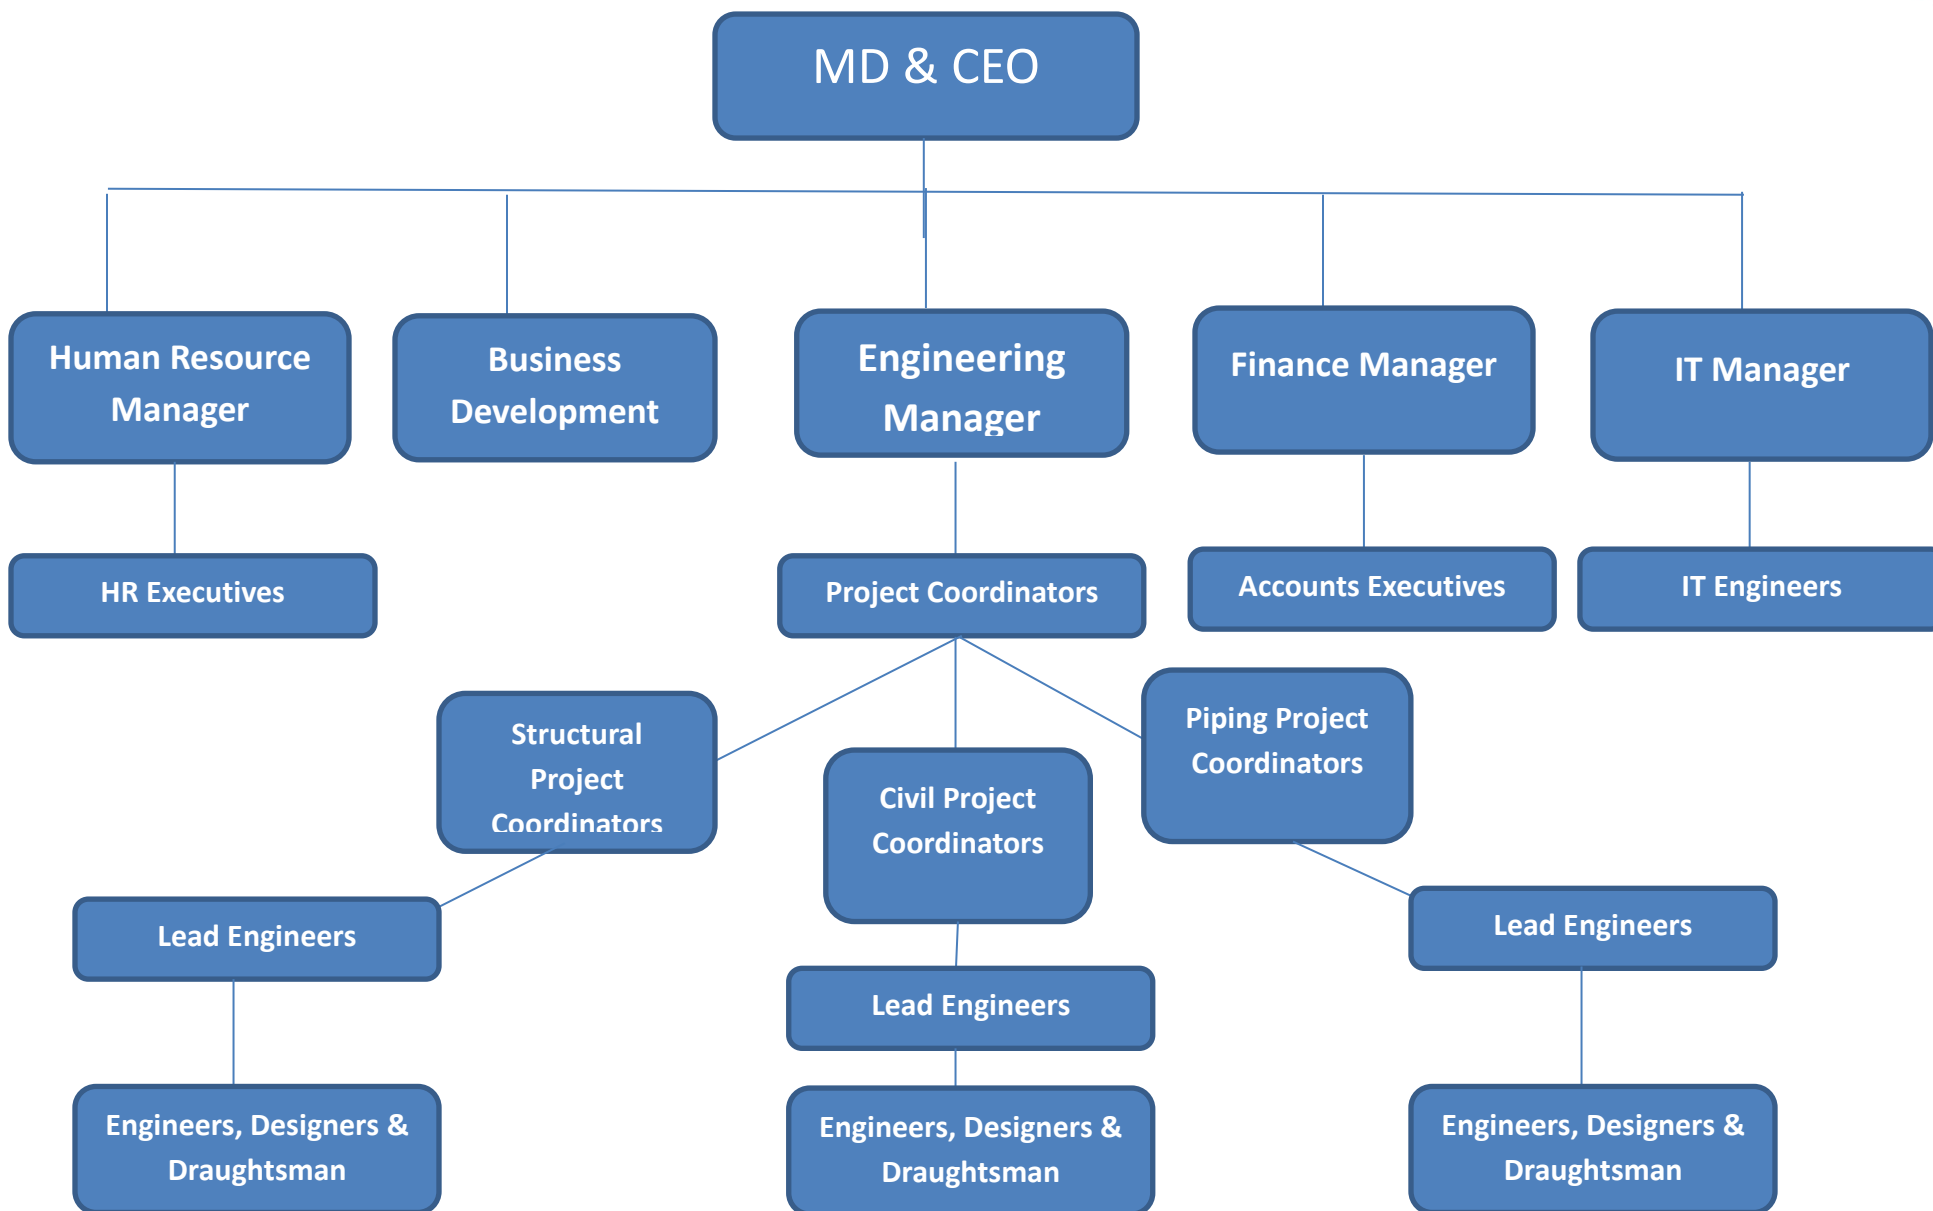 MD & CEO
Human Resource
Manager
Business
Development
Engineering
Manager
Finance Manager
IT Manager
HR Executives
Project Coordinators
Accounts Executives
IT Engineers
Structural
Project
Coordinators
Civil Project
Coordinators
Piping Project
Coordinators
Lead Engineers
Lead Engineers
Lead Engineers
Engineers, Designers &
Draughtsman
Engineers, Designers &
Draughtsman
Engineers, Designers &
Draughtsman